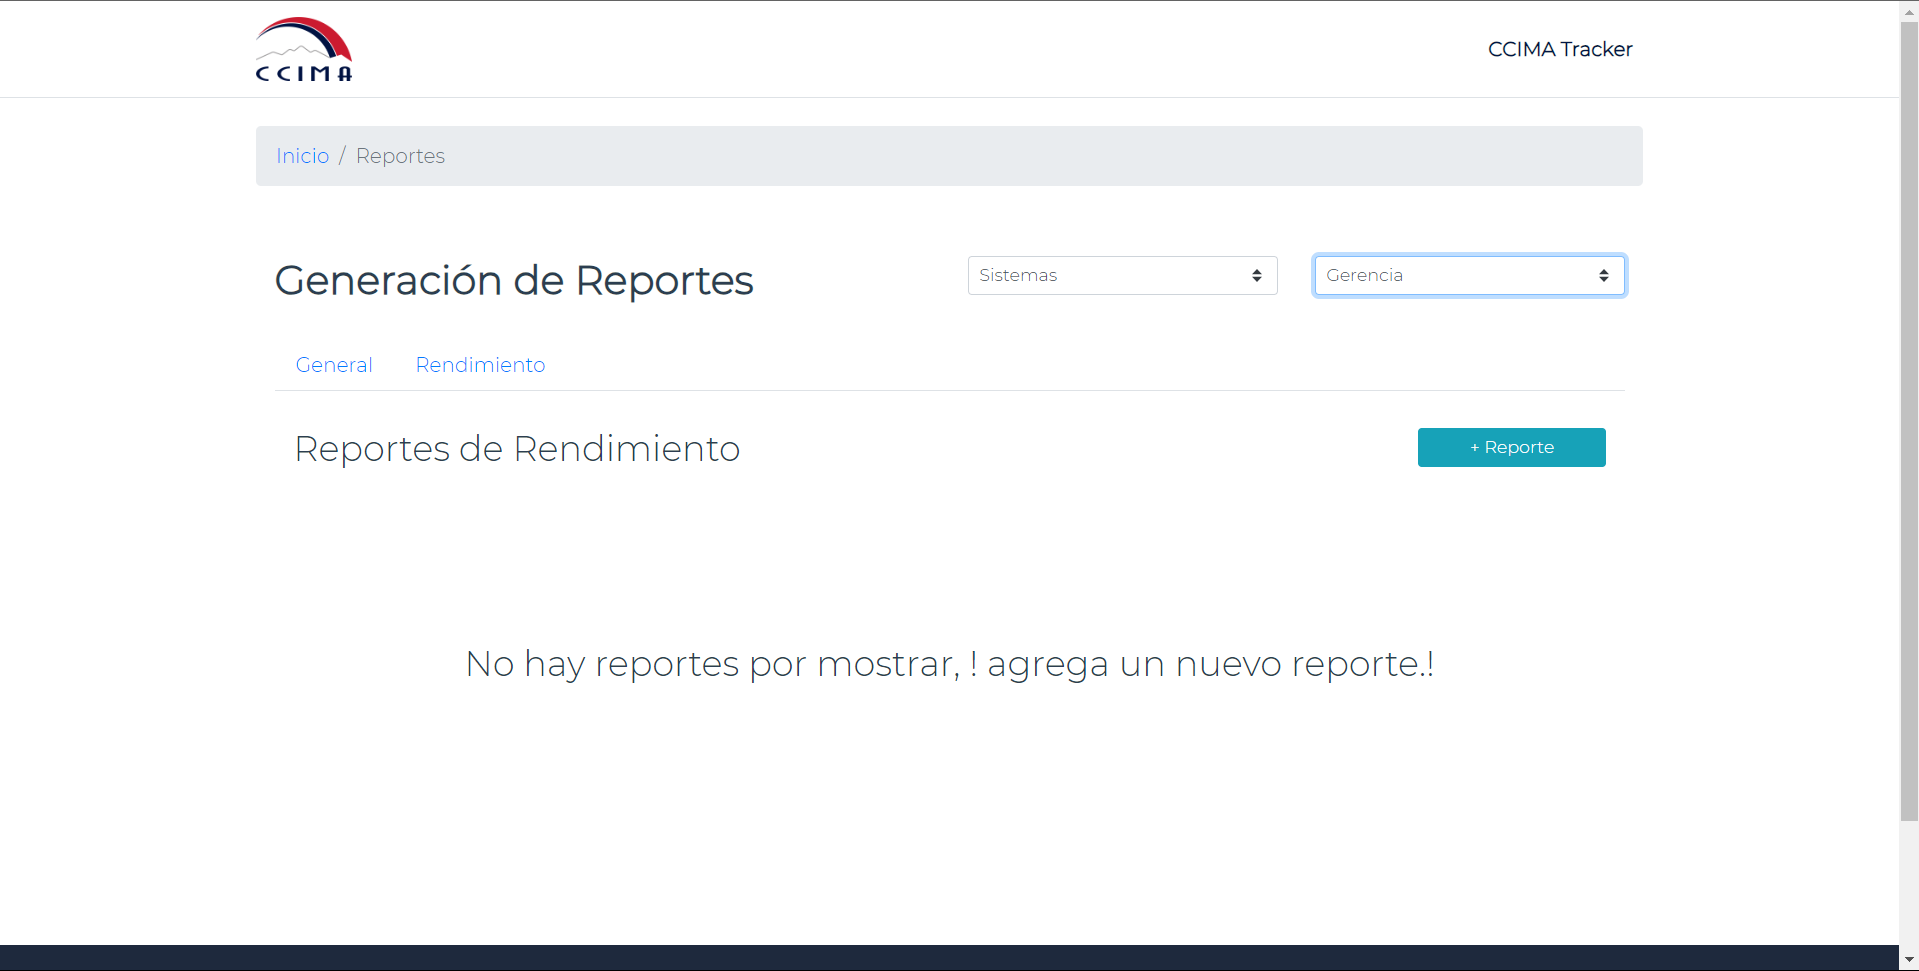 CCIMA
CCIMA Tracker
Inicio / Reportes
Generación de Reportes
Sistemas
Gerencia
General Rendimiento
Reportes de Rendimiento
+ Reporte
No hay reportes por mostrar, ! agrega un nuevo reporte.!